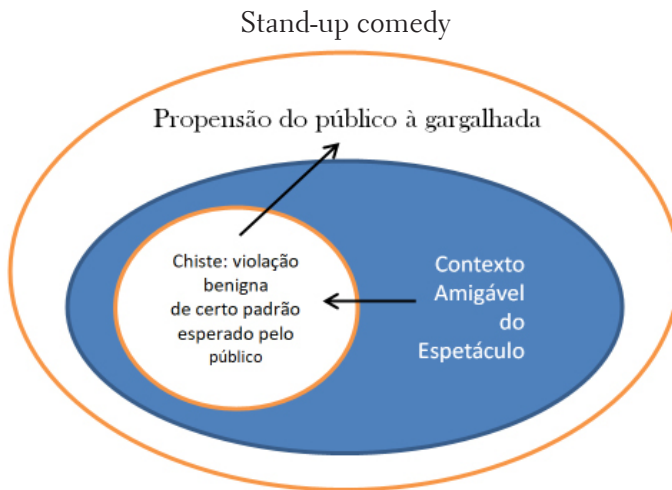 Stand-up comedy
Propensão do público à gargalhada
Chiste: violação
benigna
de certo padrão
esperado pelo
público
Contexto
Amigável
do
Espetáculo